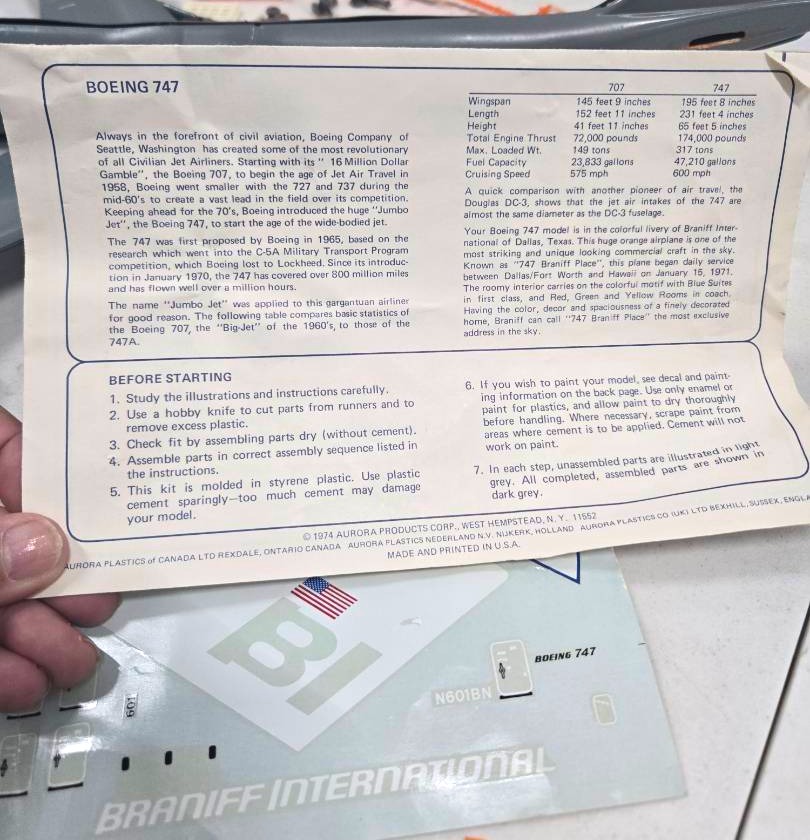 BOEING 747
Always in the forefront of civil aviation, Boeing Company of
Seattle, Washington has created some of the most revolutionary
of all Civilian Jet Airliners. Starting with its " 16 Million Dollar
Gamble", the Boeing 707, to begin the age of Jet Air Travel in
1958, Boeing went smaller with the 727 and 737 during the
mid-60's to create a vast lead in the field over its competition.
Keeping ahead for the 70's, Boeing introduced the huge "Jumbo
Jet", the Boeing 747, to start the age of the wide-bodied jet.
The 747 was first proposed by Boeing in 1965, based on the
research which went into the C-5A Military Transport Program
competition, which Boeing lost to Lockheed. Since its introduc-
tion in January 1970, the 747 has covered over 800 million miles
and has flown well over a million hours.
The name "Jumbo Jet" was applied to this gargantuan airliner
for good reason. The following table compares basic statistics of
the Boeing 707, the "Big-Jet" of the 1960's, to those of the
747A.
707 747
Wingspan 145 feet 9 inches 195 feet 8 inches
Length 152 feet 11 inches 231 feet 4 inches
Height 41 feet 11 inches 65 feet 5 inches
Total Engine Thrust 72,000 pounds 174,000 pounds
Max. Loaded Wt. 149 tons 317 tons
Fuel Capacity 23,833 gallons 47,210 gallons
Cruising Speed 575 mph 600 mph
A quick comparison with another pioneer of air travel, the
Douglas DC-3, shows that the jet air intakes of the 747 are
almost the same diameter as the DC-3 fuselage.
Your Boeing 747 model is in the colorful livery of Braniff Inter-
national of Dallas, Texas. This huge orange airplane is one of the
most striking and unique looking commercial craft in the sky.
Known as "747 Braniff Place", this plane began daily service
between Dallas/Fort Worth and Hawaii on January 15, 1971.
The roomy interior carries on the colorful motif with Blue Suites
in first class, and Red, Green and Yellow Rooms in coach.
Having the color, decor and spaciousness of a finely decorated
home, Braniff can call "747 Braniff Place" the most exclusive
address in the sky.
BEFORE STARTING
1. Study the illustrations and instructions carefully.
2. Use a hobby knife to cut parts from runners and to
remove excess plastic.
3. Check fit by assembling parts dry (without cement).
4. Assemble parts in correct assembly sequence listed in
the instructions.
5. This kit is molded in styrene plastic. Use plastic
cement sparingly—too much cement may damage
your model.
6. If you wish to paint your model, see decal and paint-
ing information on the back page. Use only enamel or
paint for plastics, and allow paint to dry thoroughly
before handling. Where necessary, scrape paint from
areas where cement is to be applied. Cement will not
work on paint.
7. In each step, unassembled parts are illustrated in light
grey. All completed, assembled parts are shown in
dark grey.
© 1974 AURORA PRODUCTS CORP., WEST HEMPSTEAD, N. Y. 11552
AURORA PLASTICS of CANADA LTD REXDALE, ONTARIO CANADA AURORA PLASTICS NEDERLAND N.V. NIJKERK, HOLLAND AURORA PLASTICS CO (UK) LTD BEXHILL, SUSSEX, ENGLA
MADE AND PRINTED IN U.S.A.
BI
BOEING 747
N601BN
601
BRANIFF INTERNATIONAL